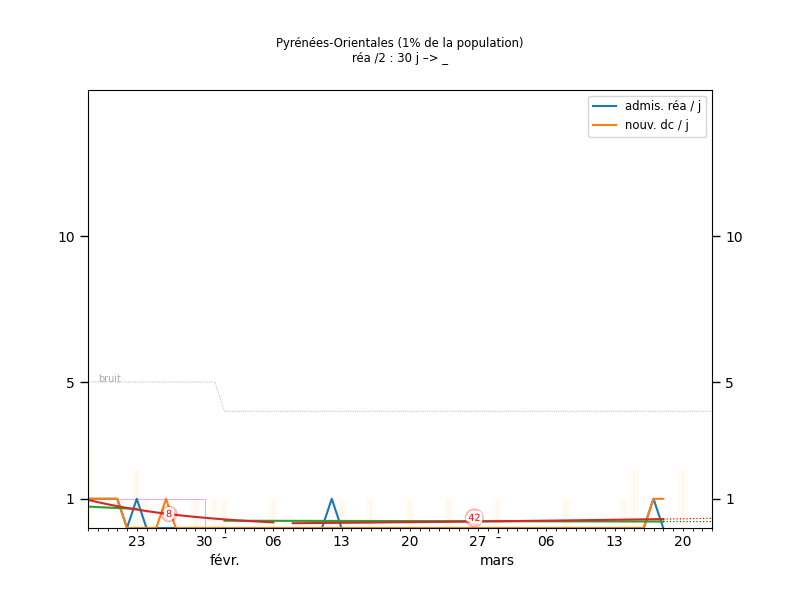 Pyrénées-Orientales (1% de la population)
réa /2 : 30 j –> _
admis. réa / j
nouv. dc / j
10
10
bruit
5
5
1
1
8
42
23
30
-
06
13
20
27
-
06
13
20
févr.
mars